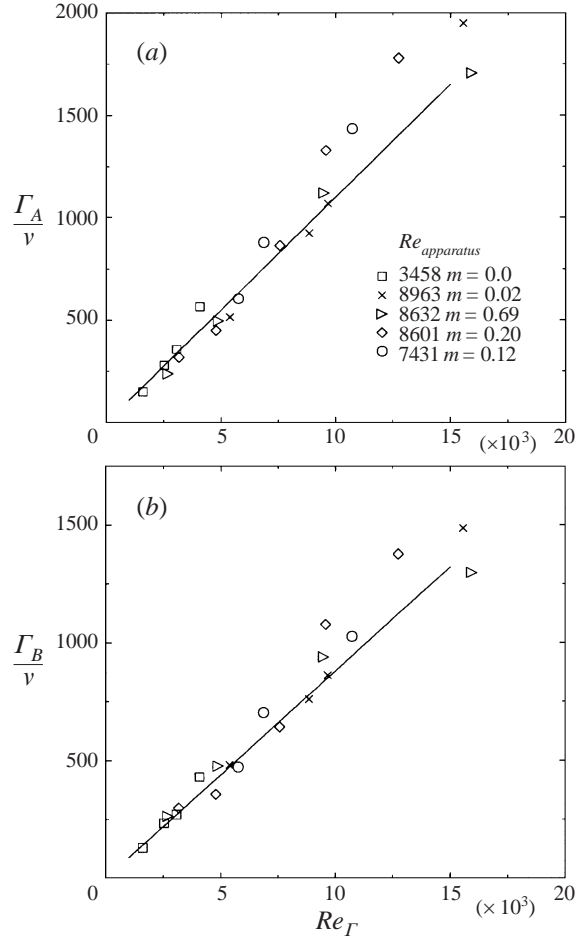 2000
(a)
1500
Γ_A
ν
1000
Re_apparatus
□ 3458 m = 0.0
× 8963 m = 0.02
▷ 8632 m = 0.69
◇ 8601 m = 0.20
○ 7431 m = 0.12
500
0 5 10 15 20
(×10³)
(b)
1500
Γ_B
ν
1000
500
0 5 10 15 20
Re_Γ (× 10³)